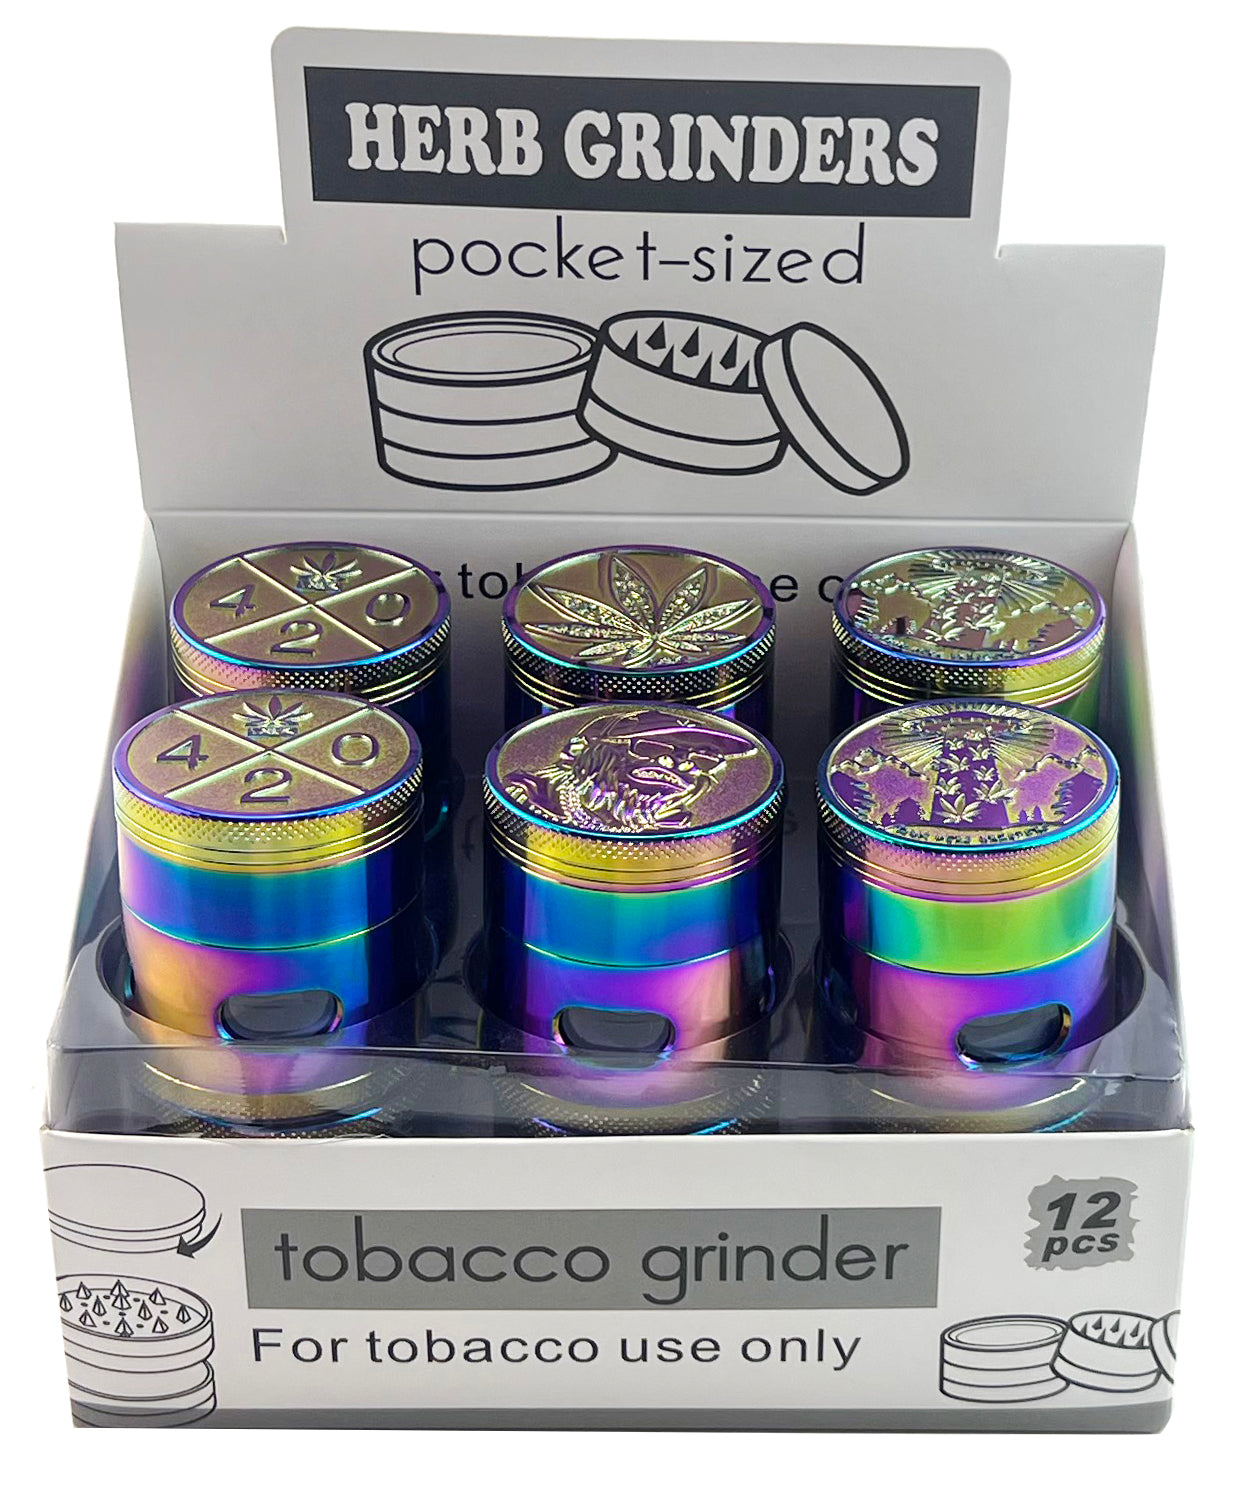 HERB GRINDERS
pocket-sized
4 2 0
4 2 0
tobacco grinder
For tobacco use only
12
pcs